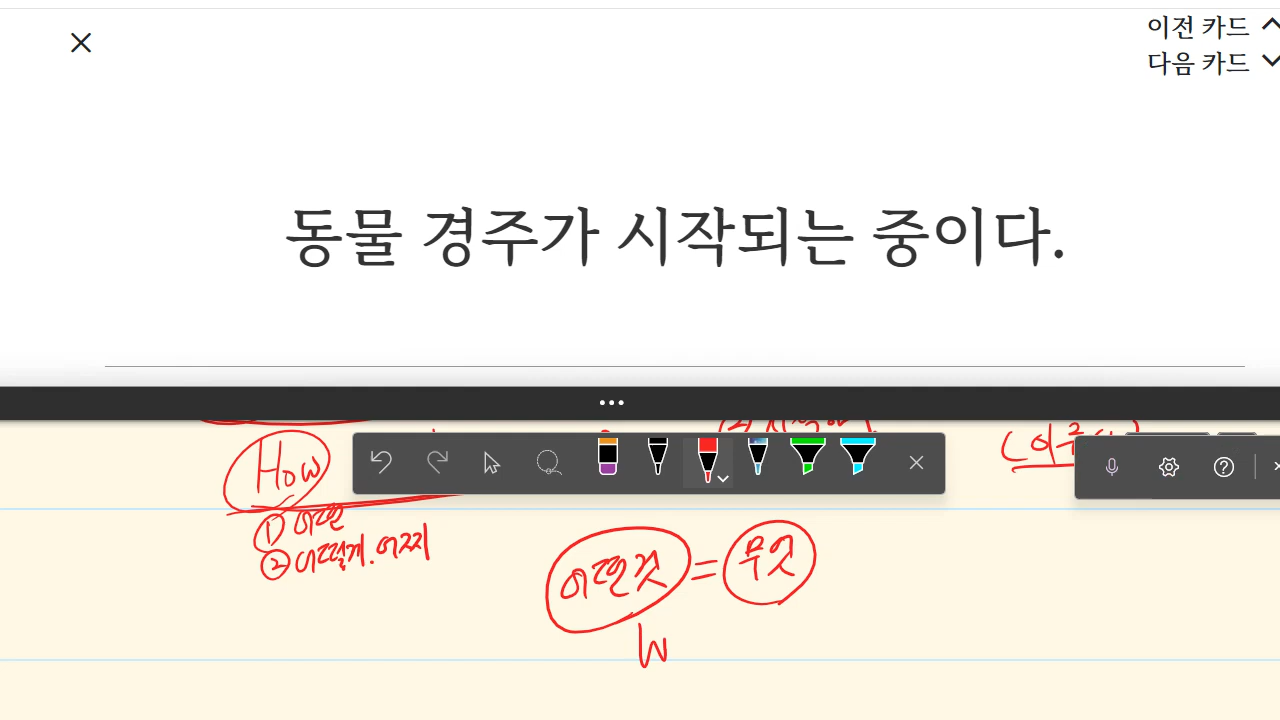 이전 카드
다음 카드
동물 경주가 시작되는 중이다.
How
① 어떤
② 어떻게. 어찌
어떤것 = 무엇
W